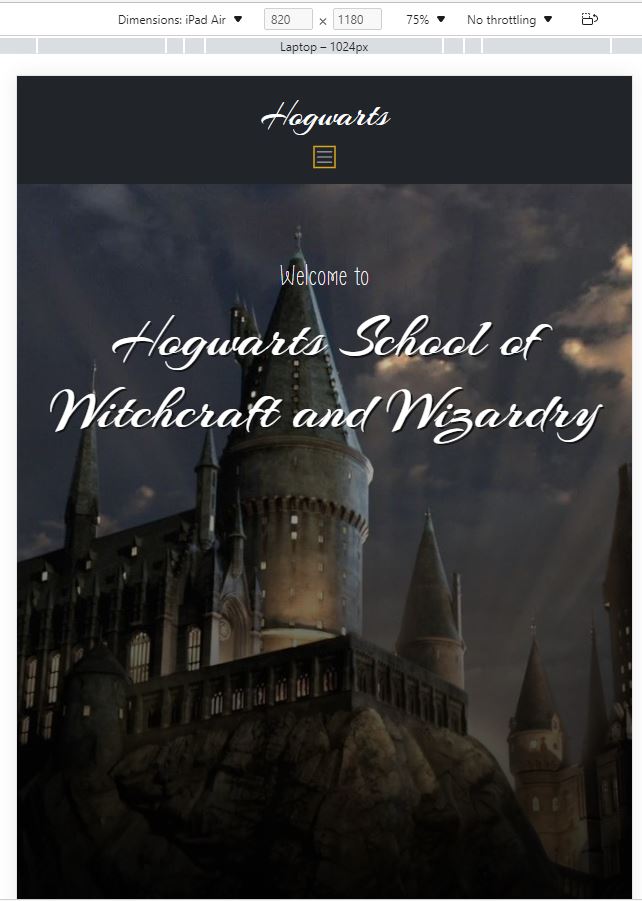 Dimensions: iPad Air ▼ 820 x 1180 75% ▼ No throttling ▼
Laptop – 1024px
Hogwarts
Welcome to
Hogwarts School of
Witchcraft and Wizardry